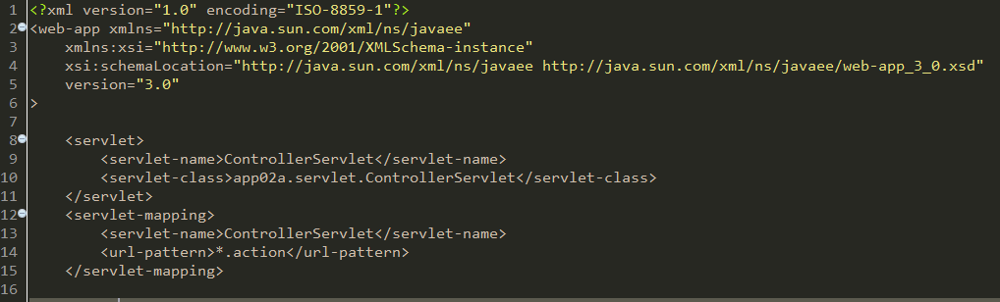 1 <?xml version="1.0" encoding="ISO-8859-1"?>
2 <web-app xmlns="http://java.sun.com/xml/ns/javaee"
3     xmlns:xsi="http://www.w3.org/2001/XMLSchema-instance"
4     xsi:schemaLocation="http://java.sun.com/xml/ns/javaee http://java.sun.com/xml/ns/javaee/web-app_3_0.xsd"
5     version="3.0"
6 >
7
8     <servlet>
9         <servlet-name>ControllerServlet</servlet-name>
10         <servlet-class>app02a.servlet.ControllerServlet</servlet-class>
11     </servlet>
12     <servlet-mapping>
13         <servlet-name>ControllerServlet</servlet-name>
14         <url-pattern>*.action</url-pattern>
15     </servlet-mapping>
16